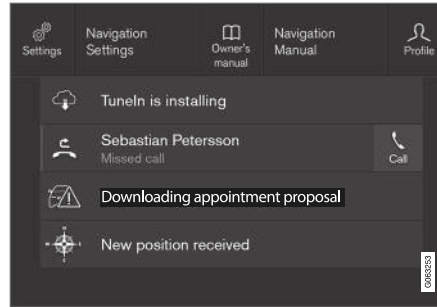 Settings
Navigation
Settings
Owner's
manual
Navigation
Manual
Profile
TuneIn is installing
Sebastian Petersson
Missed call
Call
Downloading appointment proposal
New position received
G063253